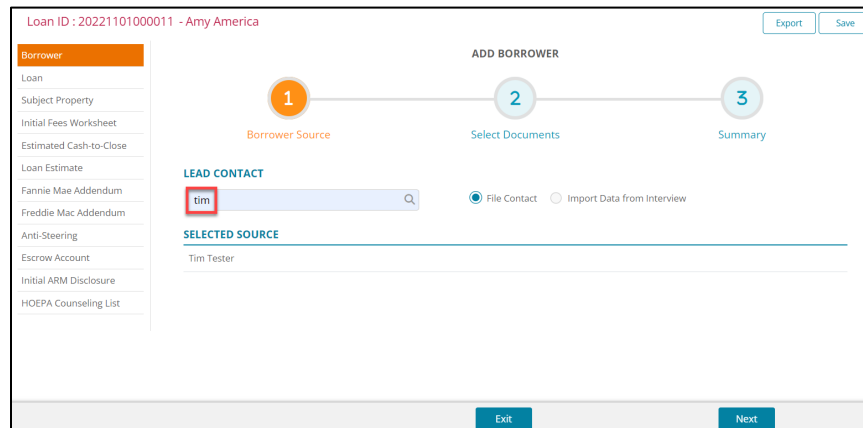 Loan ID : 20221101000011 - Amy America
Export
Save
Borrower
Loan
Subject Property
Initial Fees Worksheet
Estimated Cash-to-Close
Loan Estimate
Fannie Mae Addendum
Freddie Mac Addendum
Anti-Steering
Escrow Account
Initial ARM Disclosure
HOEPA Counseling List
ADD BORROWER
1
2
3
Borrower Source
Select Documents
Summary
LEAD CONTACT
tim
File Contact
Import Data from Interview
SELECTED SOURCE
Tim Tester
Exit
Next